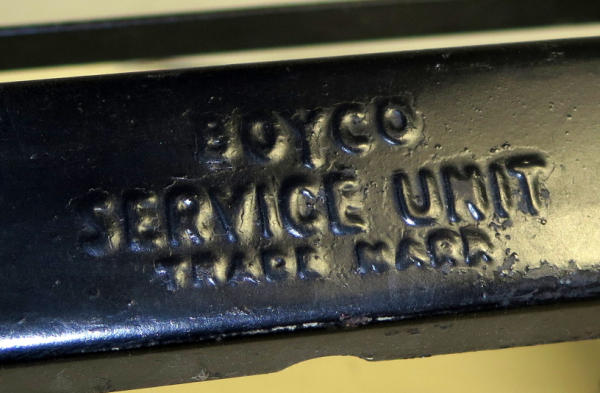 BOYCO
SERVICE UNIT
TRADE MARK